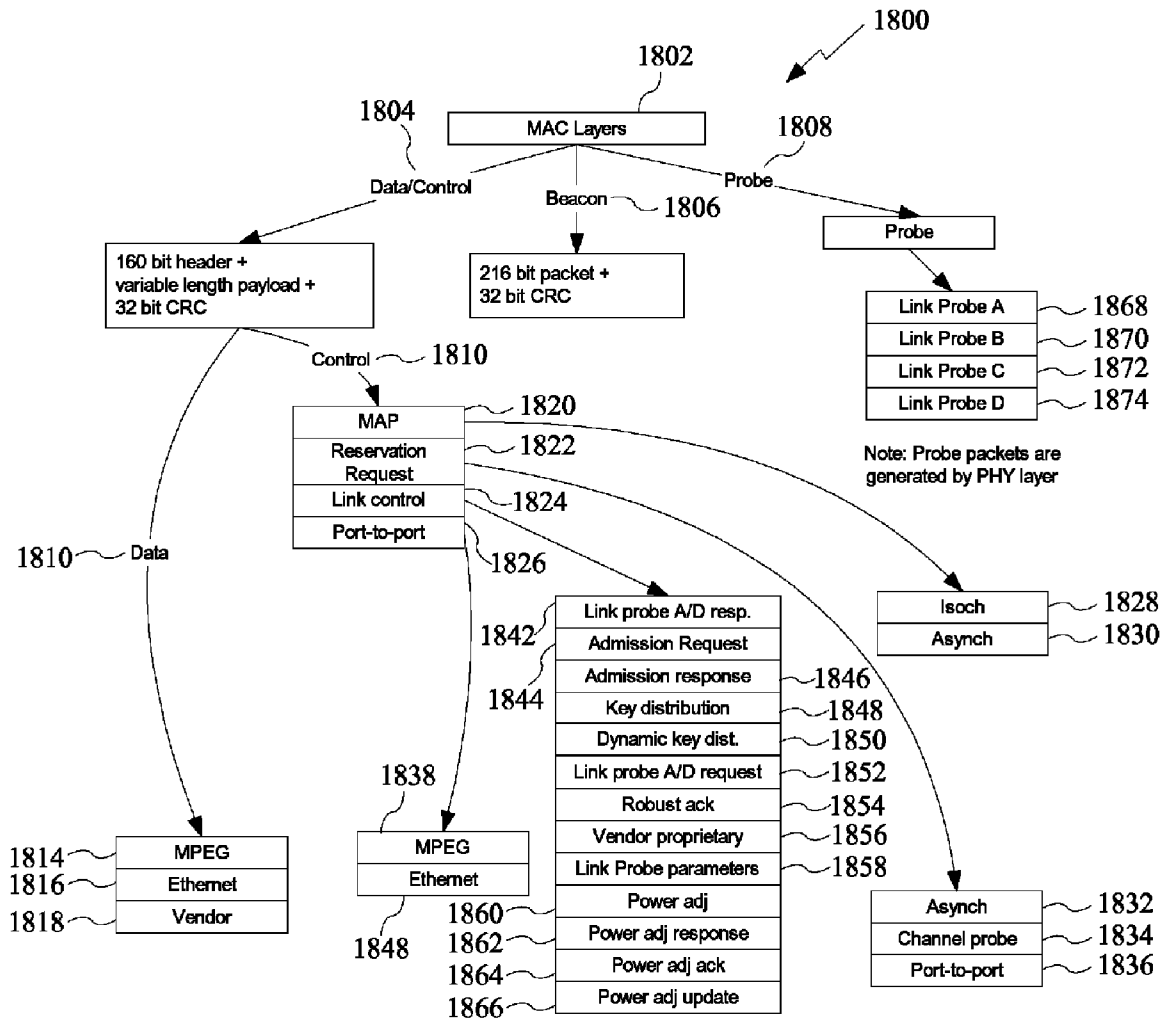 1800
1802
MAC Layers
1804
Data/Control
1808
Probe
Beacon
1806
160 bit header +
variable length payload +
32 bit CRC
216 bit packet +
32 bit CRC
Probe
Link Probe A
1868
Link Probe B
1870
Link Probe C
1872
Link Probe D
1874
Note: Probe packets are
generated by PHY layer
Control
1810
MAP
1820
Reservation
Request
1822
Link control
1824
Port-to-port
1826
1810
Data
Isoch
1828
Asynch
1830
1842
Link probe A/D resp.
1844
Admission Request
Admission response
1846
Key distribution
1848
Dynamic key dist.
1850
Link probe A/D request
1852
Robust ack
1854
Vendor proprietary
1856
Link Probe parameters
1858
1860
Power adj
1862
Power adj response
1864
Power adj ack
1866
Power adj update
1814
MPEG
1816
Ethernet
1818
Vendor
1838
MPEG
Ethernet
1848
Asynch
1832
Channel probe
1834
Port-to-port
1836